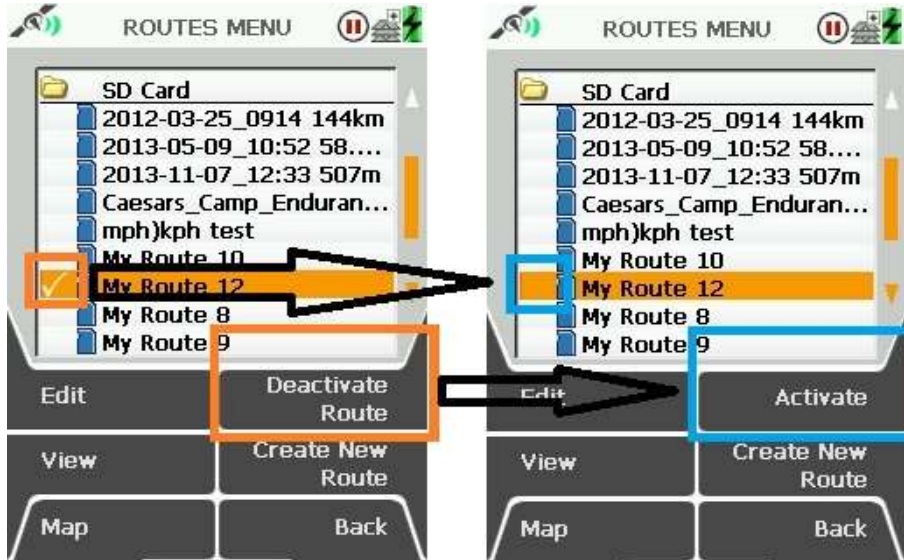 ROUTES MENU
SD Card
2012-03-25_0914 144km
2013-05-09_10:52 58....
2013-11-07_12:33 507m
Caesars_Camp_Enduran...
mph)kph test
My Route 10
My Route 12
My Route 8
My Route 9
Edit
Deactivate
Route
View
Create New
Route
Map
Back
ROUTES MENU
SD Card
2012-03-25_0914 144km
2013-05-09_10:52 58....
2013-11-07_12:33 507m
Caesars_Camp_Enduran...
mph)kph test
My Route 10
My Route 12
My Route 8
My Route 9
Edit
Activate
View
Create New
Route
Map
Back